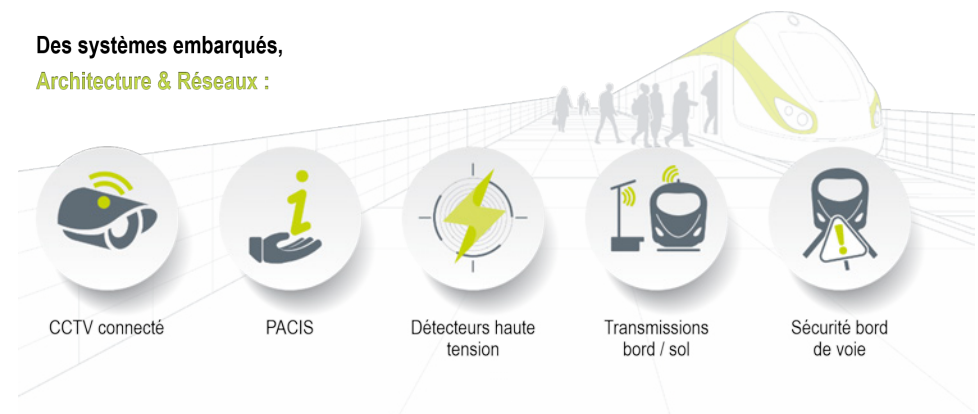 Des systèmes embarqués,
Architecture & Réseaux :
CCTV connecté
PACIS
Détecteurs haute
tension
Transmissions
bord / sol
Sécurité bord
de voie